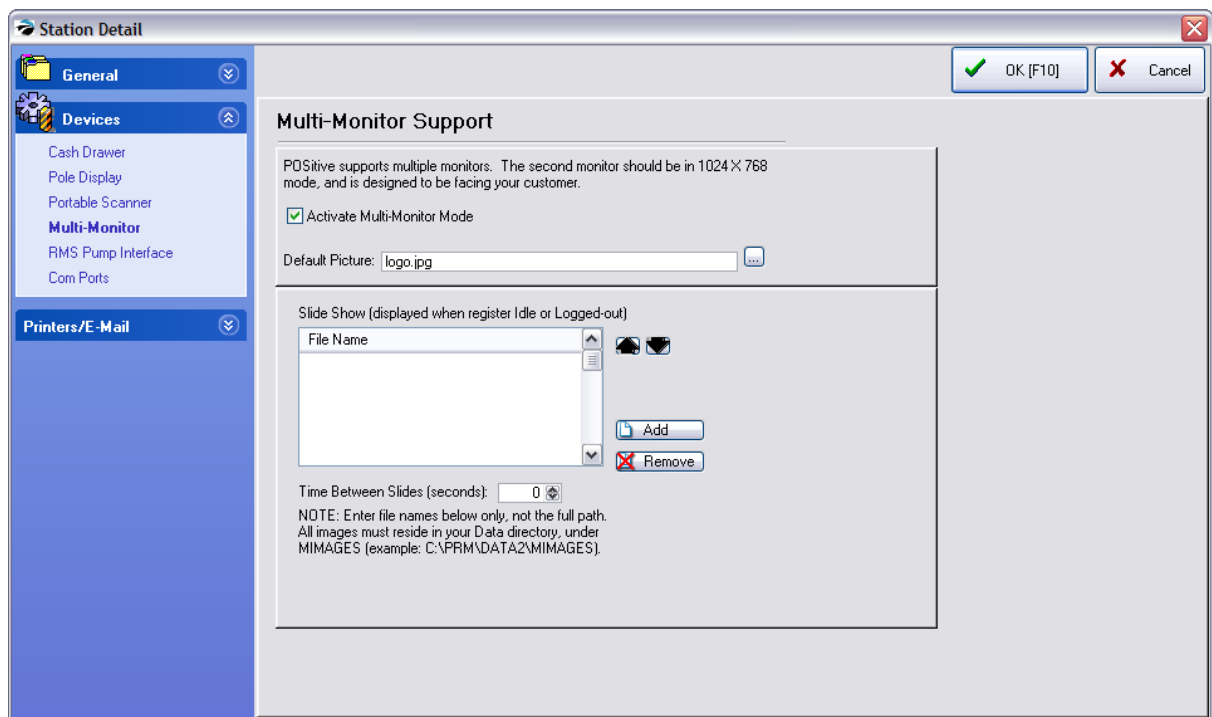 Station Detail
General
OK [F10]
Cancel
Devices
Cash Drawer
Pole Display
Portable Scanner
Multi-Monitor
RMS Pump Interface
Com Ports
Printers/E-Mail
Multi-Monitor Support
POSitive supports multiple monitors. The second monitor should be in 1024 X 768
mode, and is designed to be facing your customer.
Activate Multi-Monitor Mode
Default Picture: logo.jpg ...
Slide Show (displayed when register Idle or Logged-out)
File Name
Add
Remove
Time Between Slides (seconds): 0
NOTE: Enter file names below only, not the full path.
All images must reside in your Data directory, under
MIMAGES (example: C:\PRM\DATA2\MIMAGES).